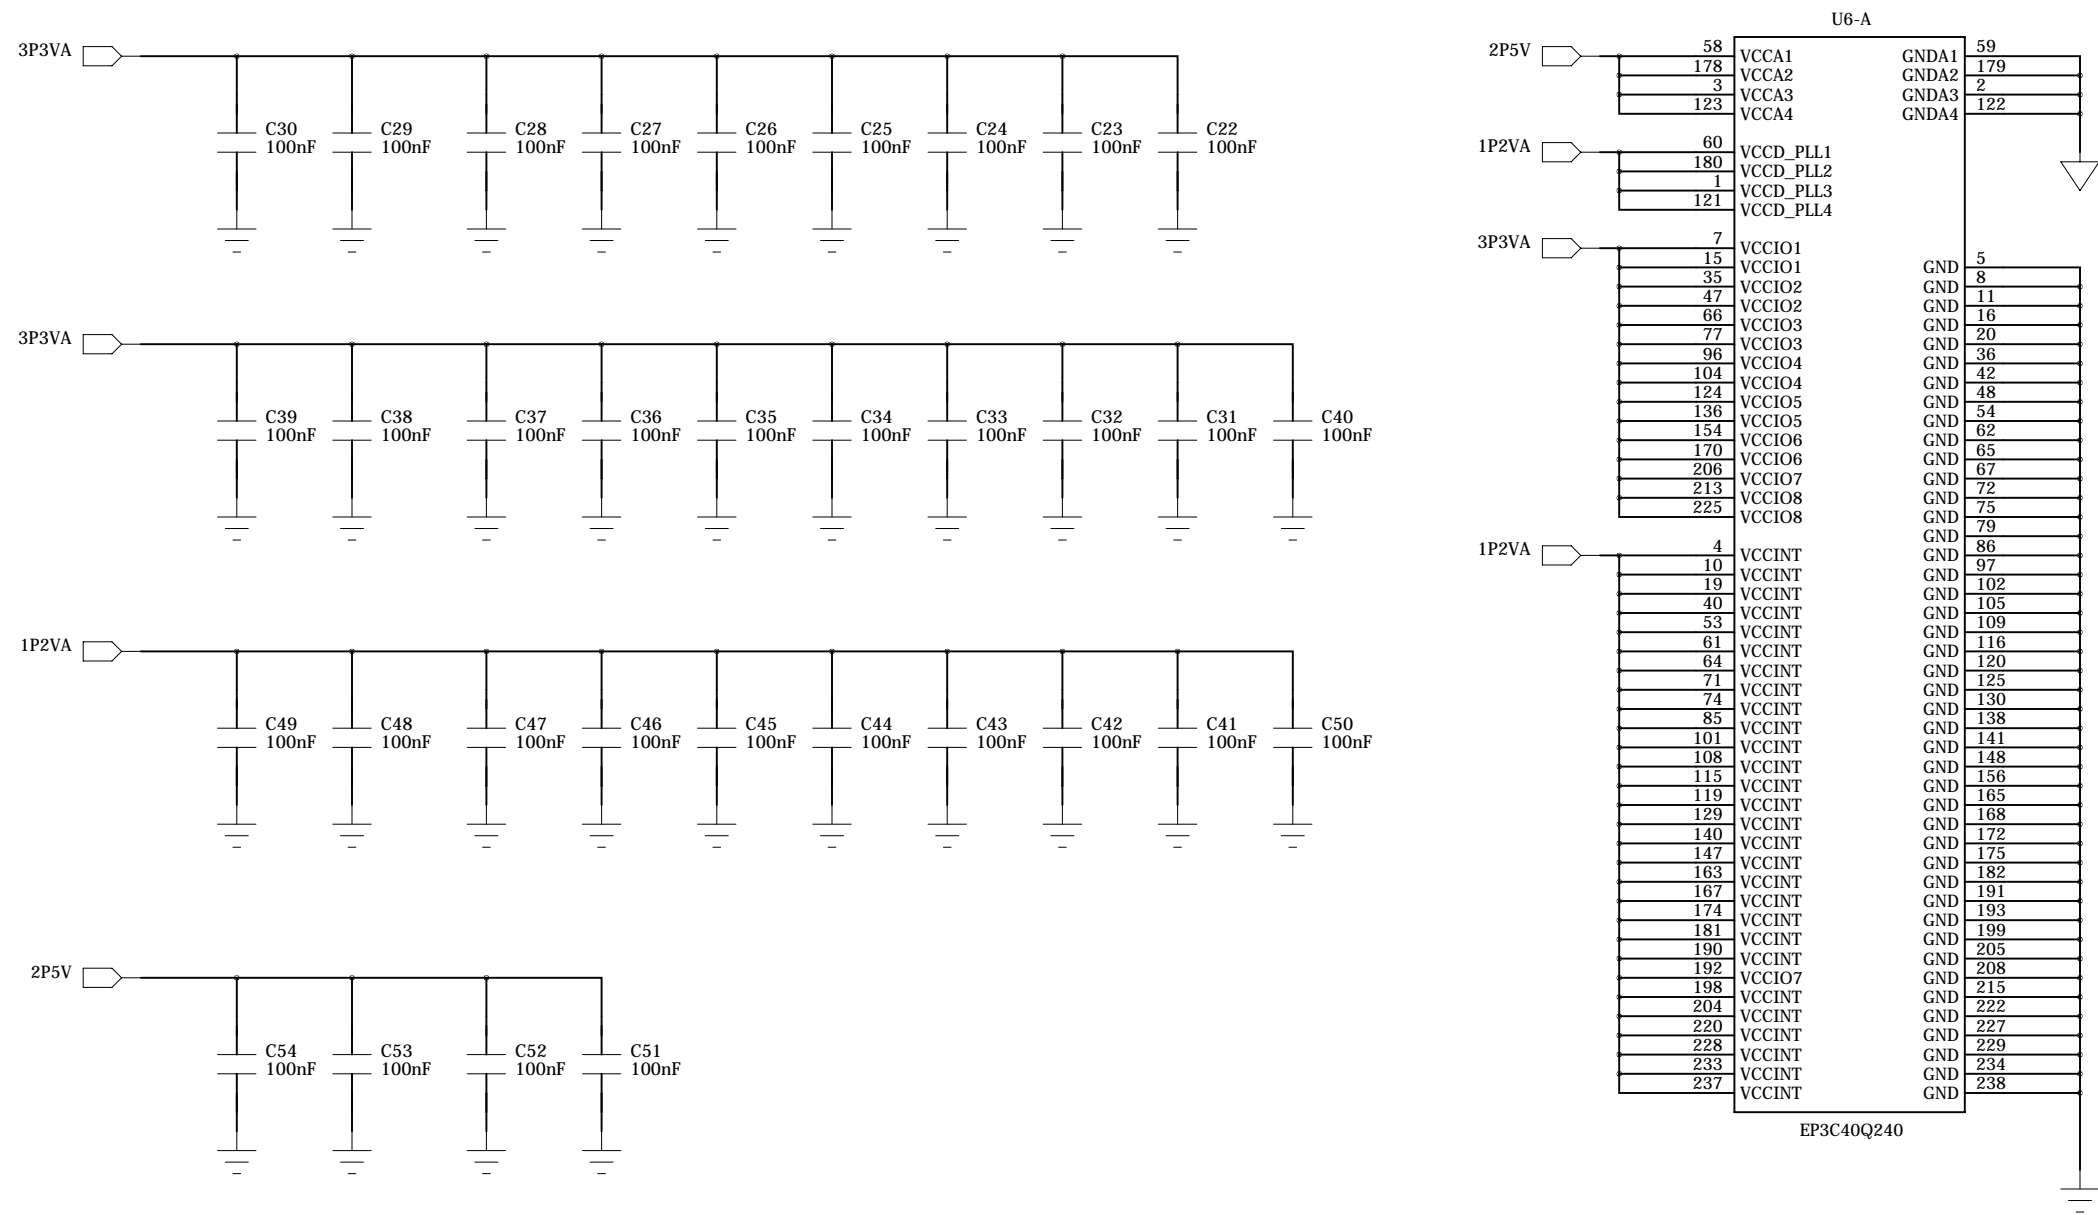 3P3VA
C30 C29 C28 C27 C26 C25 C24 C23 C22
100nF 100nF 100nF 100nF 100nF 100nF 100nF 100nF 100nF
3P3VA
C39 C38 C37 C36 C35 C34 C33 C32 C31 C40
100nF 100nF 100nF 100nF 100nF 100nF 100nF 100nF 100nF 100nF
1P2VA
C49 C48 C47 C46 C45 C44 C43 C42 C41 C50
100nF 100nF 100nF 100nF 100nF 100nF 100nF 100nF 100nF 100nF
2P5V
C54 C53 C52 C51
100nF 100nF 100nF 100nF
U6-A
2P5V 58 VCCA1 GNDA1 59
178 VCCA2 GNDA2 179
3 VCCA3 GNDA3 2
123 VCCA4 GNDA4 122
1P2VA 60 VCCD_PLL1
180 VCCD_PLL2
1 VCCD_PLL3
121 VCCD_PLL4
3P3VA 7 VCCIO1
15 VCCIO1 GND 5
35 VCCIO2 GND 8
47 VCCIO2 GND 11
66 VCCIO3 GND 16
77 VCCIO3 GND 20
96 VCCIO4 GND 36
104 VCCIO4 GND 42
124 VCCIO5 GND 48
136 VCCIO5 GND 54
154 VCCIO6 GND 62
170 VCCIO6 GND 65
206 VCCIO7 GND 67
213 VCCIO8 GND 72
225 VCCIO8 GND 75
GND 79
1P2VA 4 VCCINT GND 86
10 VCCINT GND 97
19 VCCINT GND 102
40 VCCINT GND 105
53 VCCINT GND 109
61 VCCINT GND 116
64 VCCINT GND 120
71 VCCINT GND 125
74 VCCINT GND 130
85 VCCINT GND 138
101 VCCINT GND 141
108 VCCINT GND 148
115 VCCINT GND 156
119 VCCINT GND 165
129 VCCINT GND 168
140 VCCINT GND 172
147 VCCINT GND 175
163 VCCINT GND 182
167 VCCINT GND 191
174 VCCINT GND 193
181 VCCINT GND 199
190 VCCINT GND 205
192 VCCIO7 GND 208
198 VCCINT GND 215
204 VCCINT GND 222
220 VCCINT GND 227
228 VCCINT GND 229
233 VCCINT GND 234
237 VCCINT GND 238
EP3C40Q240